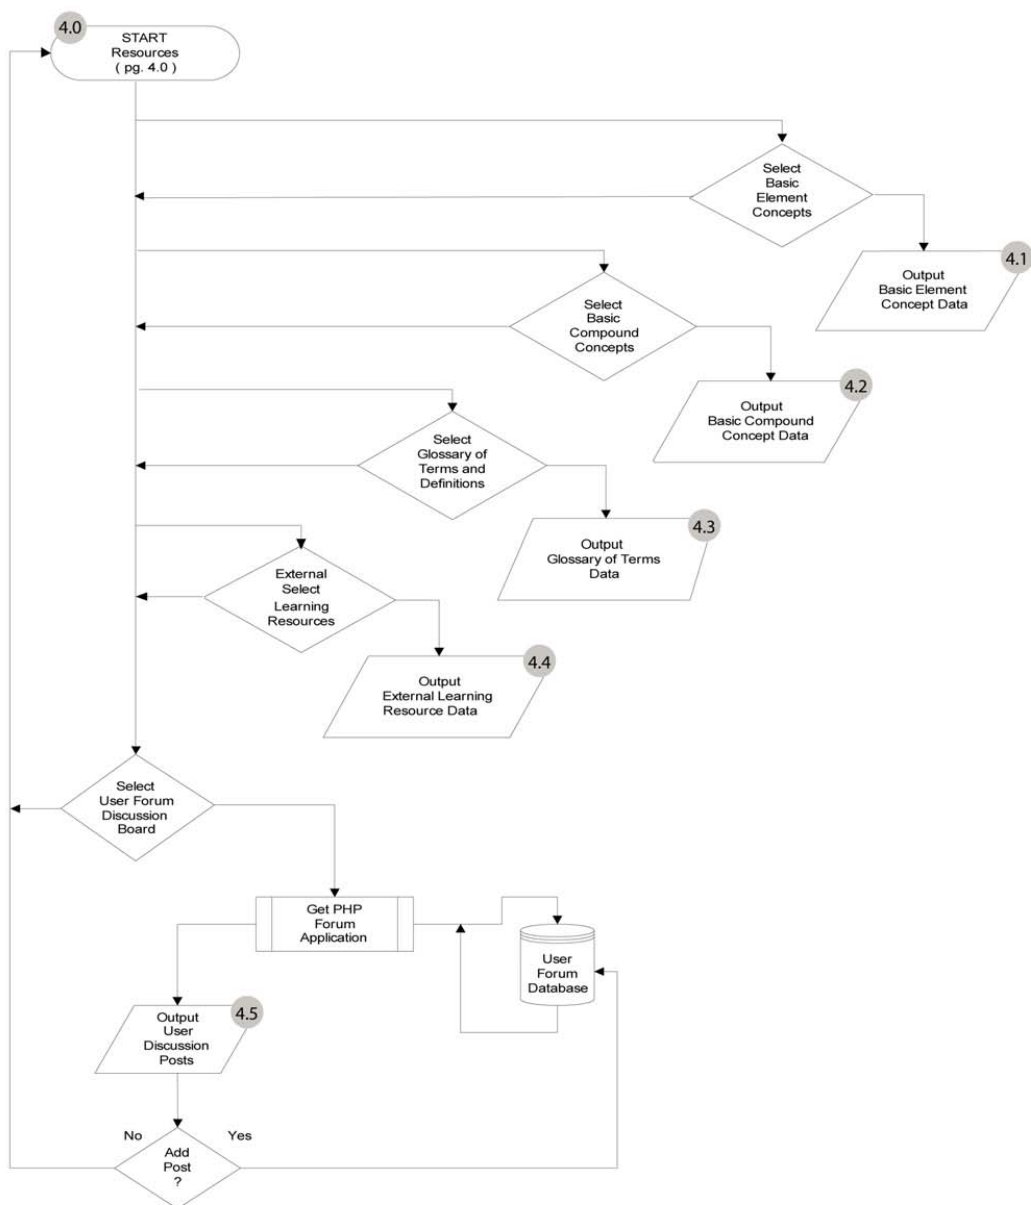 4.0
START
Resources
( pg. 4.0 )
Select
Basic
Element
Concepts
4.1
Output
Basic Element
Concept Data
Select
Basic
Compound
Concepts
4.2
Output
Basic Compound
Concept Data
Select
Glossary of
Terms and
Definitions
4.3
Output
Glossary of Terms
Data
External
Select
Learning
Resources
4.4
Output
External Learning
Resource Data
Select
User Forum
Discussion
Board
Get PHP
Forum
Application
User
Forum
Database
4.5
Output
User
Discussion
Posts
No
Yes
Add
Post
?